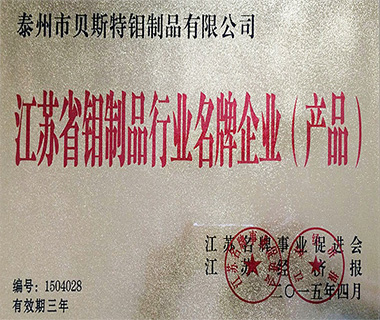 泰州市贝斯特钼制品有限公司
江苏省钼制品行业名牌企业（产品）
江苏名牌事业促进会
江苏经济报
二〇一五年四月
编号：1504028
有效期三年